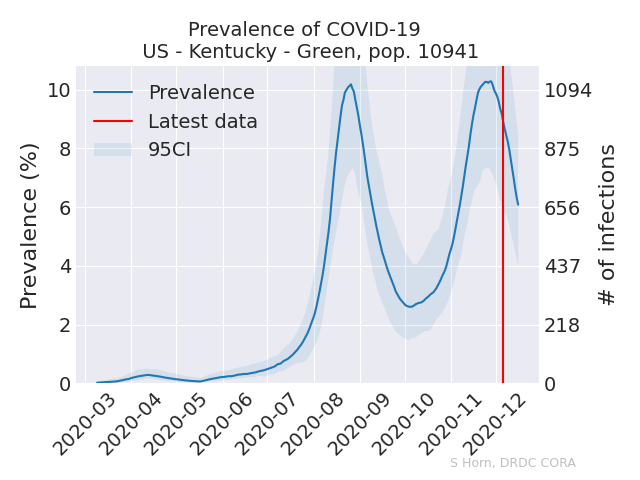 Prevalence of COVID-19
US - Kentucky - Green, pop. 10941
Prevalence (%)
10
8
6
4
2
0
Prevalence
Latest data
95CI
1094
875
656
437
218
0
# of infections
2020-03
2020-04
2020-05
2020-06
2020-07
2020-08
2020-09
2020-10
2020-11
2020-12
S Horn, DRDC CORA